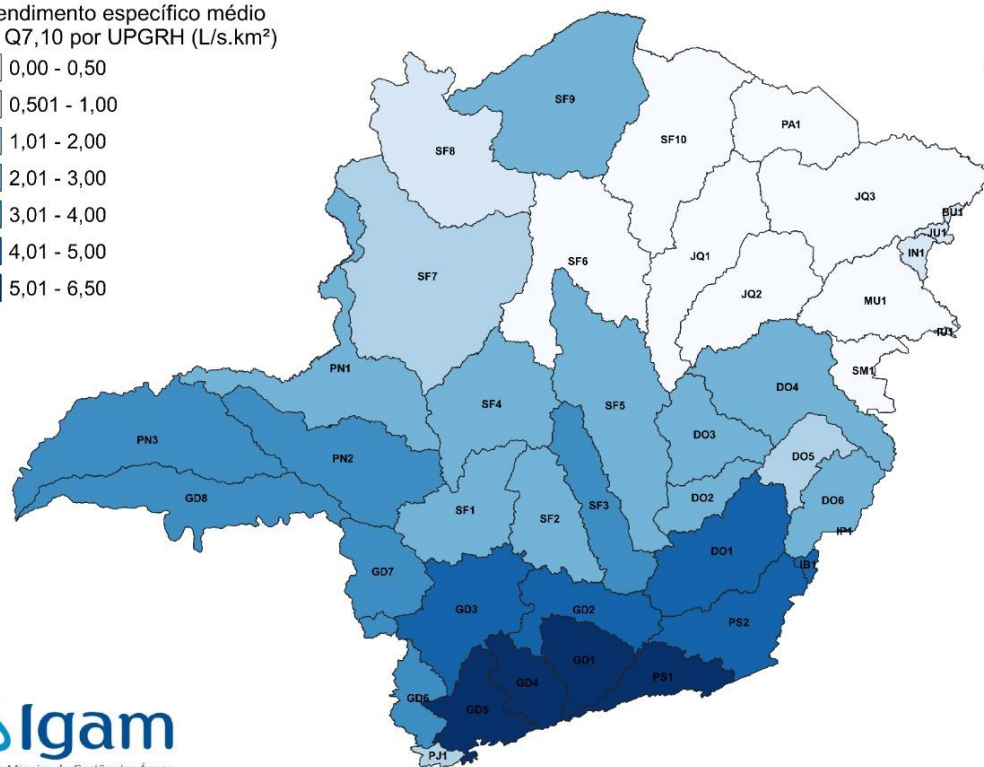 endimento específico médio
Q7,10 por UPGRH (L/s.km²)
0,00 - 0,50
0,501 - 1,00
1,01 - 2,00
2,01 - 3,00
3,01 - 4,00
4,01 - 5,00
5,01 - 6,50
SF9
SF10
PA1
SF8
JQ3
BU1
JU1
IN1
JQ1
SF6
SF7
JQ2
MU1
IU1
PN1
SM1
DO4
SF4
SF5
DO3
PN3
PN2
DO5
GD8
DO2
DO6
SF1
SF2
SF3
IP1
DO1
IB1
GD7
GD3
GD2
PS2
GD1
PS1
GD4
GD6
GD5
PJ1
Igam